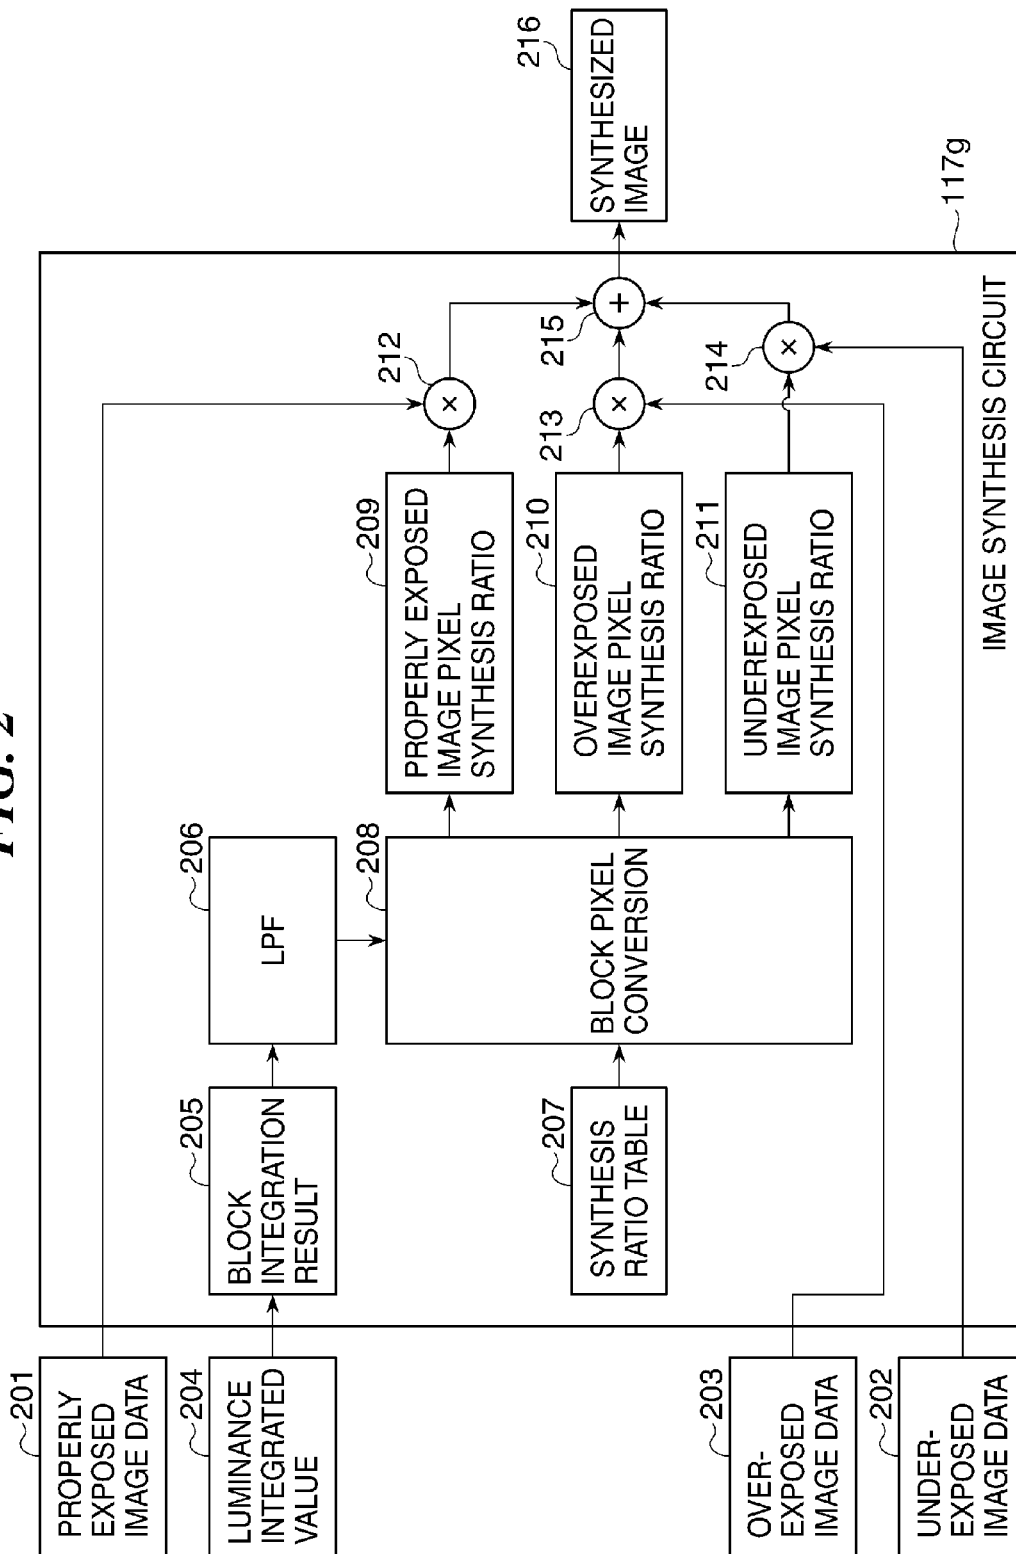 FIG. 2
201
PROPERLY
EXPOSED
IMAGE DATA
204
LUMINANCE
INTEGRATED
VALUE
203
OVER-
EXPOSED
IMAGE DATA
202
UNDER-
EXPOSED
IMAGE DATA
205
BLOCK
INTEGRATION
RESULT
206
LPF
207
SYNTHESIS
RATIO TABLE
208
BLOCK PIXEL
CONVERSION
209
PROPERLY EXPOSED
IMAGE PIXEL
SYNTHESIS RATIO
210
OVEREXPOSED
IMAGE PIXEL
SYNTHESIS RATIO
211
UNDEREXPOSED
IMAGE PIXEL
SYNTHESIS RATIO
212
×
213
×
214
×
215
+
216
SYNTHESIZED
IMAGE
117g
IMAGE SYNTHESIS CIRCUIT